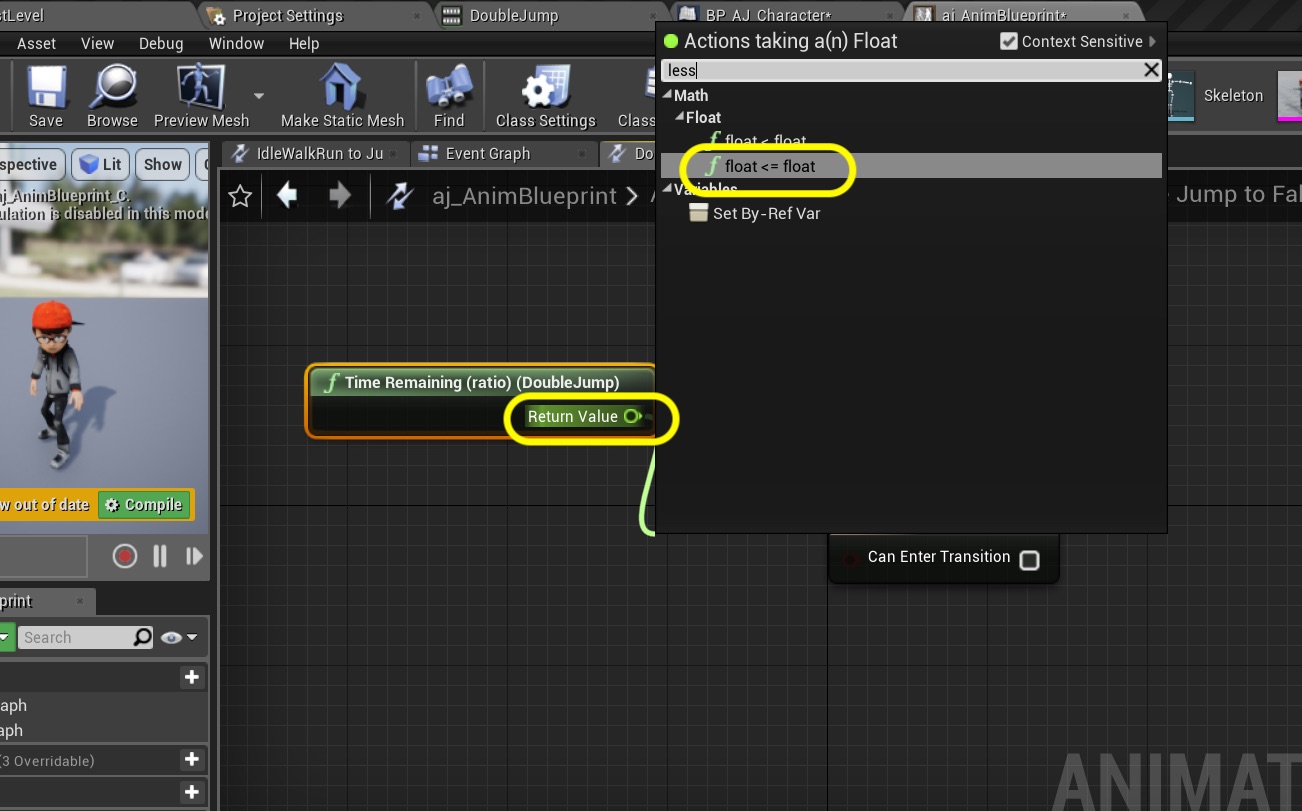 stLevel
Project Settings
DoubleJump
BP_AJ_Character*
aj_AnimBlueprint*
Asset View Debug Window Help
Actions taking a(n) Float
Context Sensitive
less
Save
Browse
Preview Mesh
Make Static Mesh
Find
Class Settings
Class
Skeleton
Math
Float
float < float
float <= float
Variables
Set By-Ref Var
spective
Lit
Show
IdleWalkRun to Ju
Event Graph
Do
aj_AnimBlueprint_C.
ulation is disabled in this mode
aj_AnimBlueprint >
Jump to Fal
f Time Remaining (ratio) (DoubleJump)
Return Value
w out of date
Compile
Can Enter Transition
print
Search
aph
aph
(3 Overridable)
ANIMAT